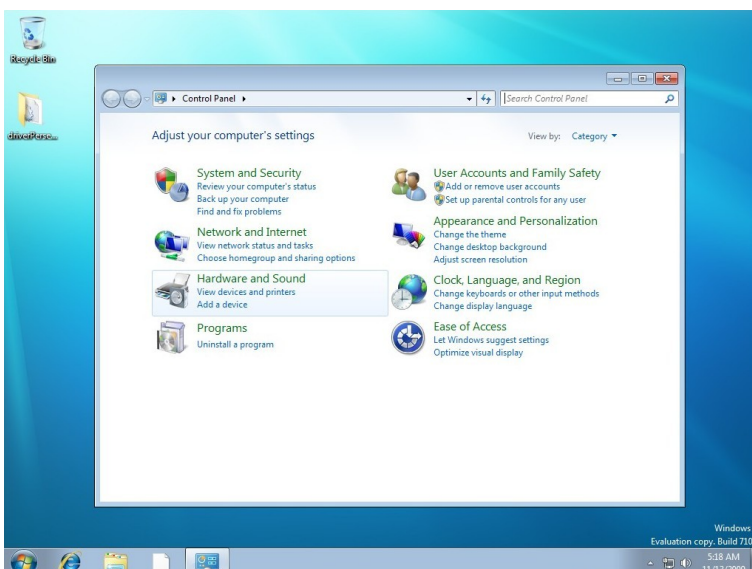 Recycle Bin
Control Panel
Search Control Panel
Adjust your computer's settings
View by: Category
System and Security
Review your computer's status
Back up your computer
Find and fix problems
Network and Internet
View network status and tasks
Choose homegroup and sharing options
Hardware and Sound
View devices and printers
Add a device
Programs
Uninstall a program
User Accounts and Family Safety
Add or remove user accounts
Set up parental controls for any user
Appearance and Personalization
Change the theme
Change desktop background
Adjust screen resolution
Clock, Language, and Region
Change keyboards or other input methods
Change display language
Ease of Access
Let Windows suggest settings
Optimize visual display
Windows
Evaluation copy. Build 710
5:18 AM